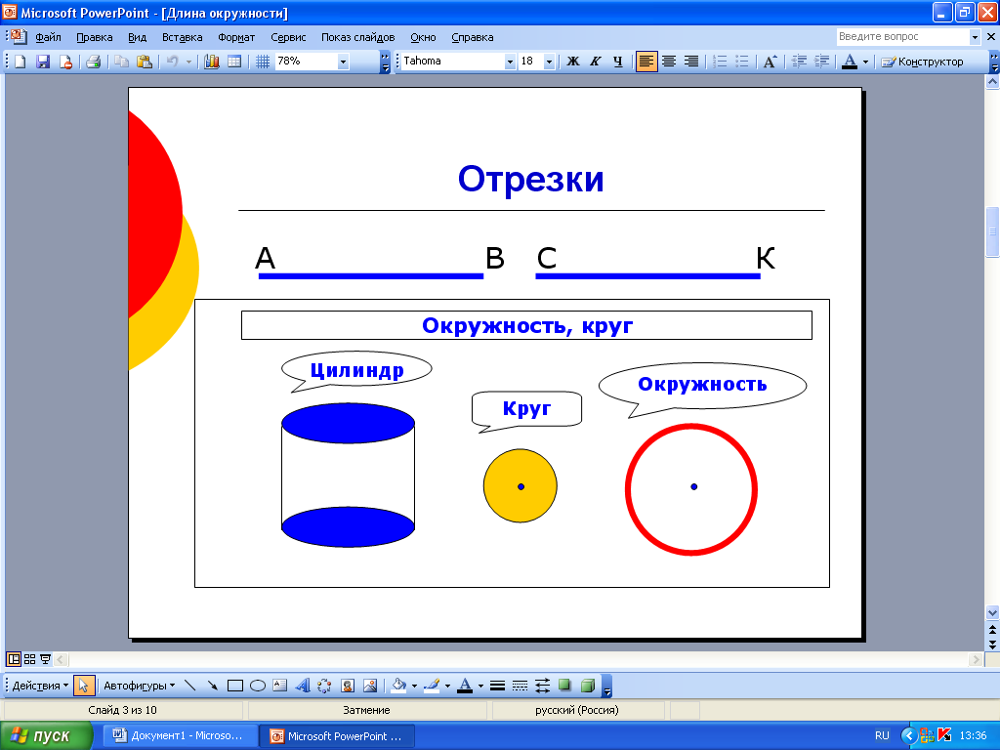 Microsoft PowerPoint - [Длина окружности]
Файл Правка Вид Вставка Формат Сервис Показ слайдов Окно Справка Введите вопрос
78% Tahoma 18 Ж К Ч Конструктор
Отрезки
А В С К
Окружность, круг
Цилиндр
Круг
Окружность
Действия Автофигуры
Слайд 3 из 10 Затмение русский (Россия)
пуск Документ1 - Microso... Microsoft PowerPoint ... RU 13:36